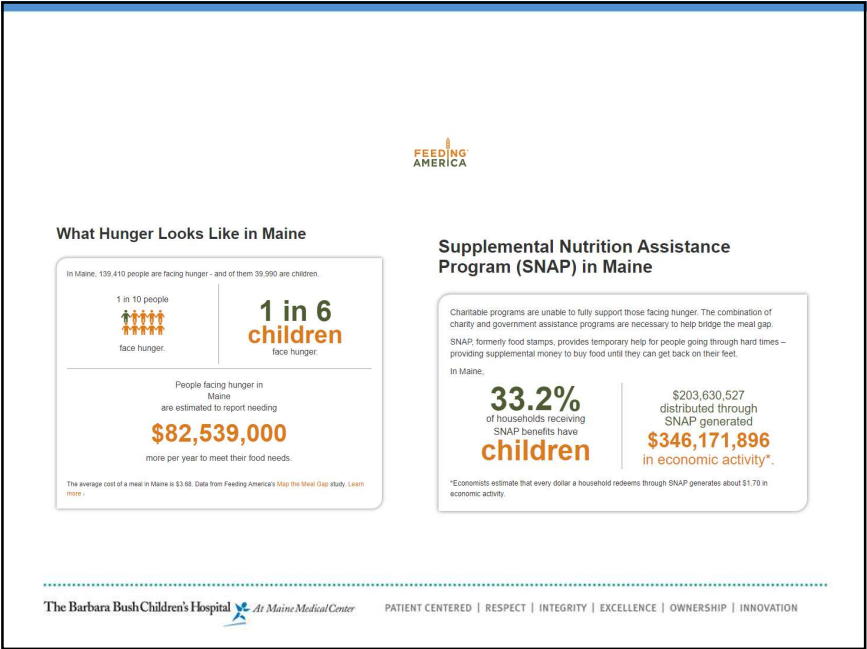 FEEDING
AMERICA
What Hunger Looks Like in Maine
In Maine, 139,410 people are facing hunger - and of them 39,990 are children.
1 in 10 people
face hunger.
1 in 6
children
face hunger.
People facing hunger in
Maine
are estimated to report needing
$82,539,000
more per year to meet their food needs.
The average cost of a meal in Maine is $3.68. Data from Feeding America's Map the Meal Gap study. Learn
more ›
Supplemental Nutrition Assistance
Program (SNAP) in Maine
Charitable programs are unable to fully support those facing hunger. The combination of
charity and government assistance programs are necessary to help bridge the meal gap.
SNAP, formerly food stamps, provides temporary help for people going through hard times –
providing supplemental money to buy food until they can get back on their feet.
In Maine,
33.2%
of households receiving
SNAP benefits have
children
$203,630,527
distributed through
SNAP generated
$346,171,896
in economic activity*.
*Economists estimate that every dollar a household redeems through SNAP generates about $1.70 in
economic activity.
The Barbara Bush Children's Hospital At Maine Medical Center
PATIENT CENTERED | RESPECT | INTEGRITY | EXCELLENCE | OWNERSHIP | INNOVATION